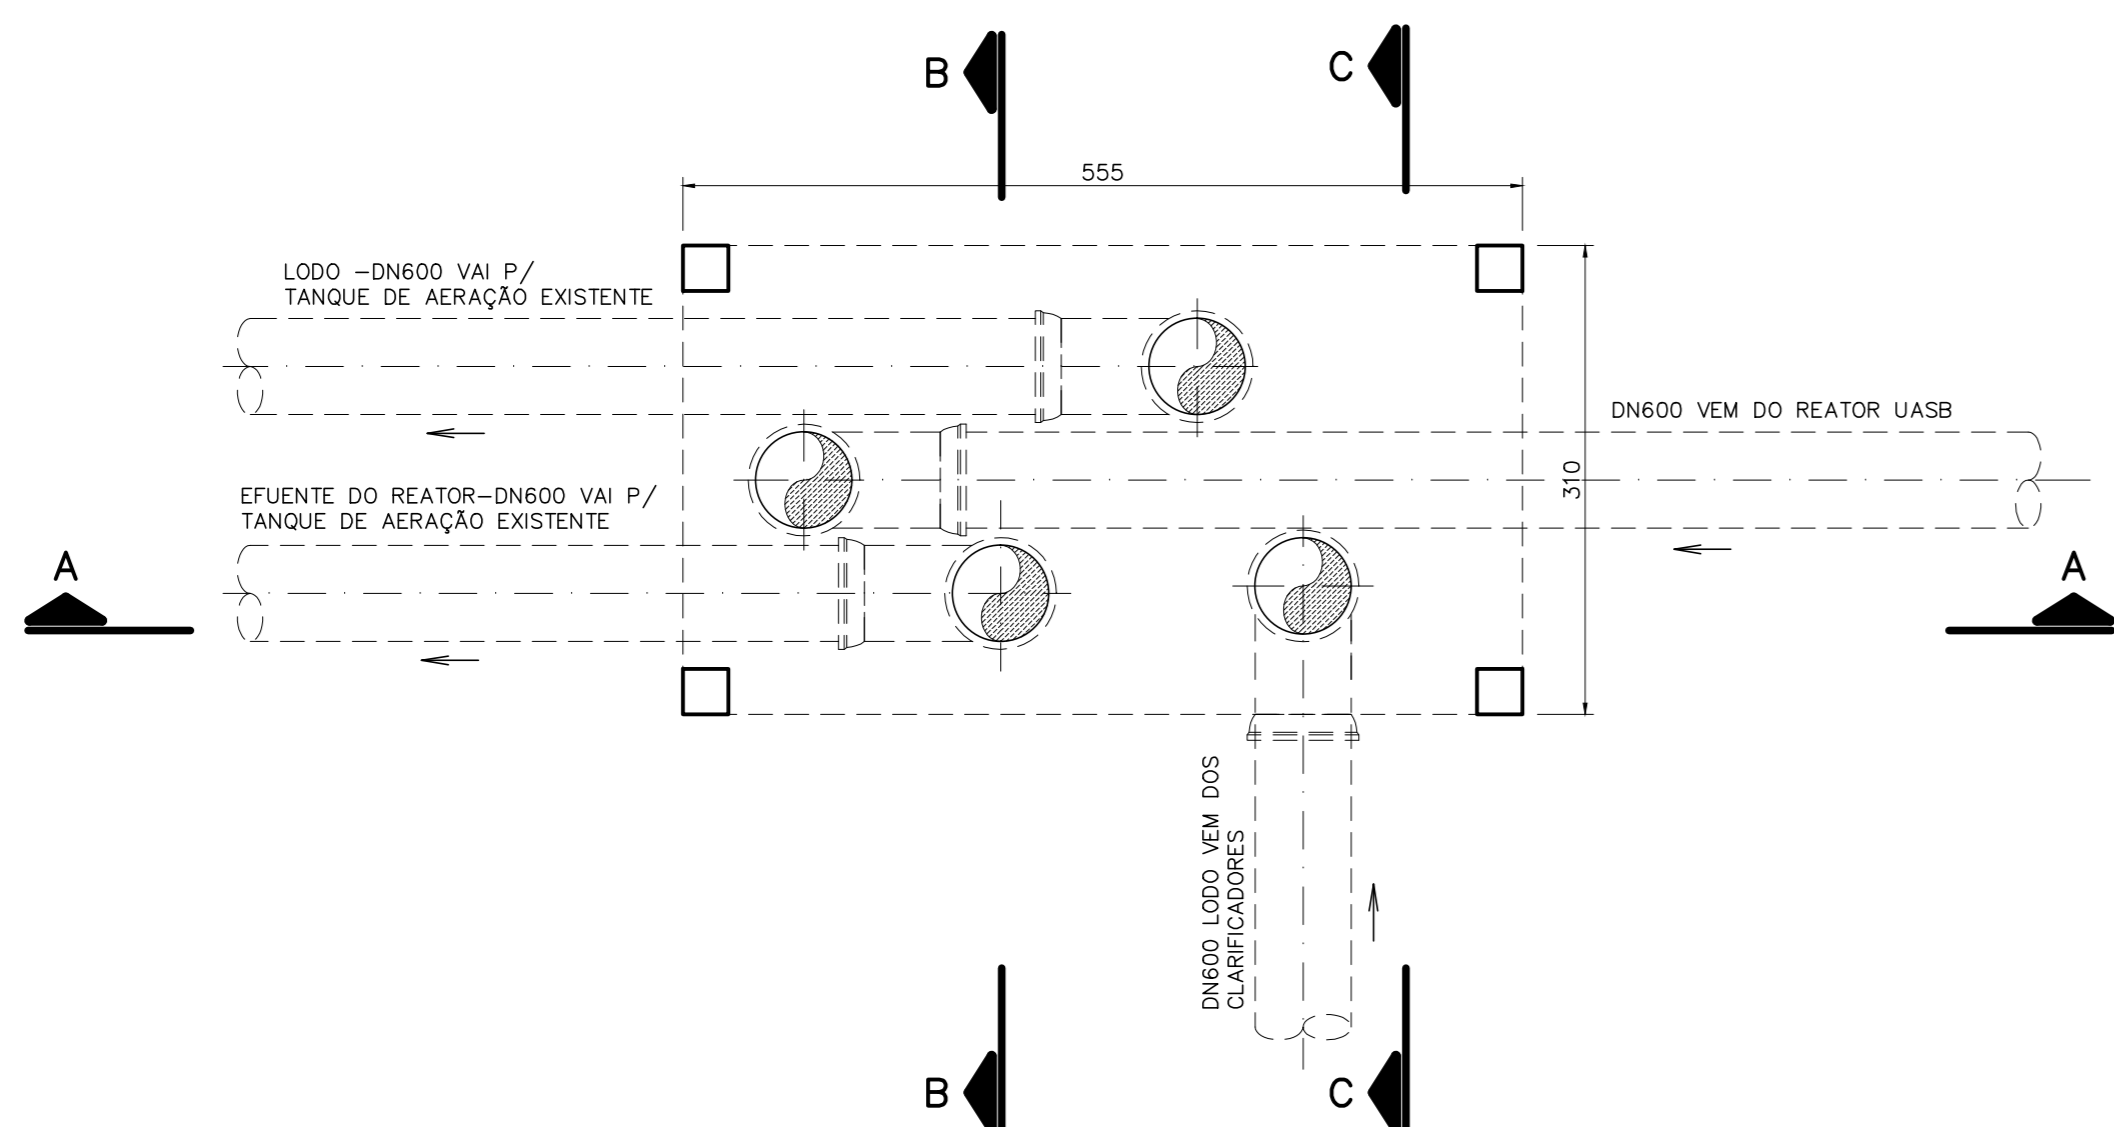 B
C
555
LODO –DN600 VAI P/
TANQUE DE AERAÇÃO EXISTENTE
DN600 VEM DO REATOR UASB
310
EFUENTE DO REATOR–DN600 VAI P/
TANQUE DE AERAÇÃO EXISTENTE
A
A
DN600 LODO VEM DOS
CLARIFICADORES
B
C